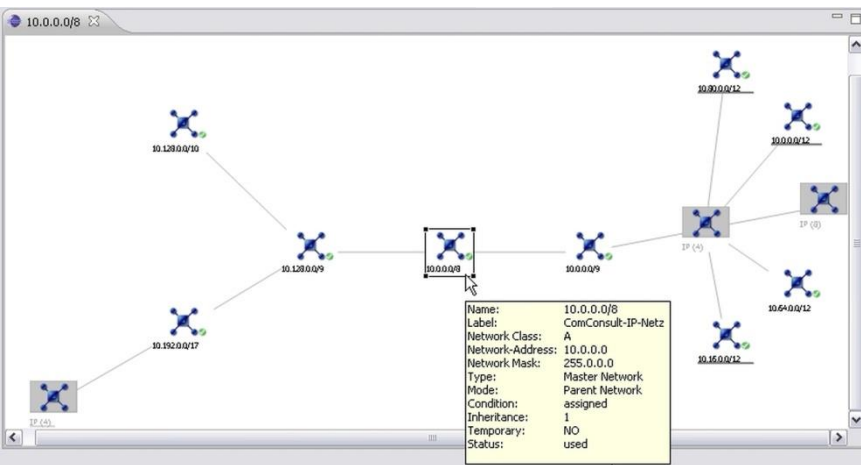 10.0.0.0/8
10.80.0.0/12
10.128.0.0/10
10.0.0.0/12
IP (8)
IP (4)
10.128.0.0/9
10.0.0.0/8
10.0.0.0/9
10.64.0.0/12
10.192.0.0/17
10.16.0.0/12
IP (4)
Name: 10.0.0.0/8
Label: ComConsult-IP-Netz
Network Class: A
Network-Address: 10.0.0.0
Network Mask: 255.0.0.0
Type: Master Network
Mode: Parent Network
Condition: assigned
Inheritance: 1
Temporary: NO
Status: used